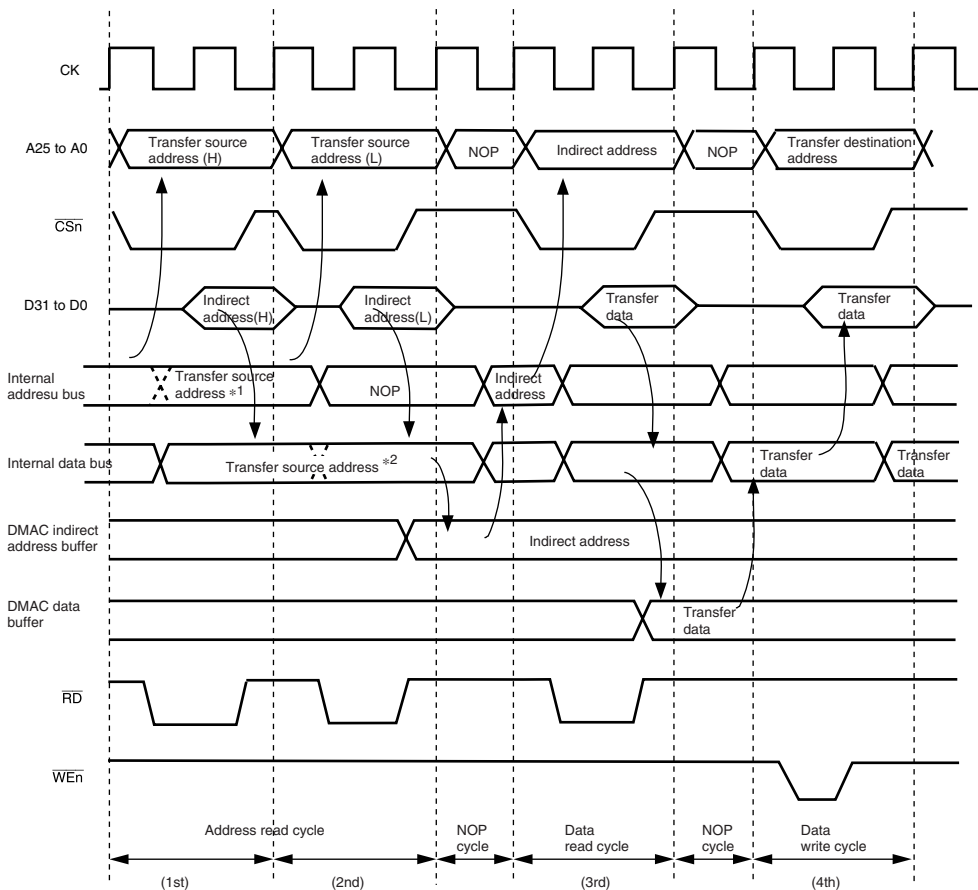 CK
A25 to A0
Transfer source
address (H)
Transfer source
address (L)
NOP
Indirect address
NOP
Transfer destination
address
CSn
D31 to D0
Indirect
address(H)
Indirect
address(L)
Transfer
data
Transfer
data
Internal
addresu bus
Transfer source
address *1
NOP
Indirect
address
Internal data bus
Transfer source address *2
Transfer
data
Transfer
data
DMAC indirect
address buffer
Indirect address
DMAC data
buffer
Transfer
data
RD
WEn
Address read cycle
NOP
cycle
Data
read cycle
NOP
cycle
Data
write cycle
(1st)
(2nd)
(3rd)
(4th)